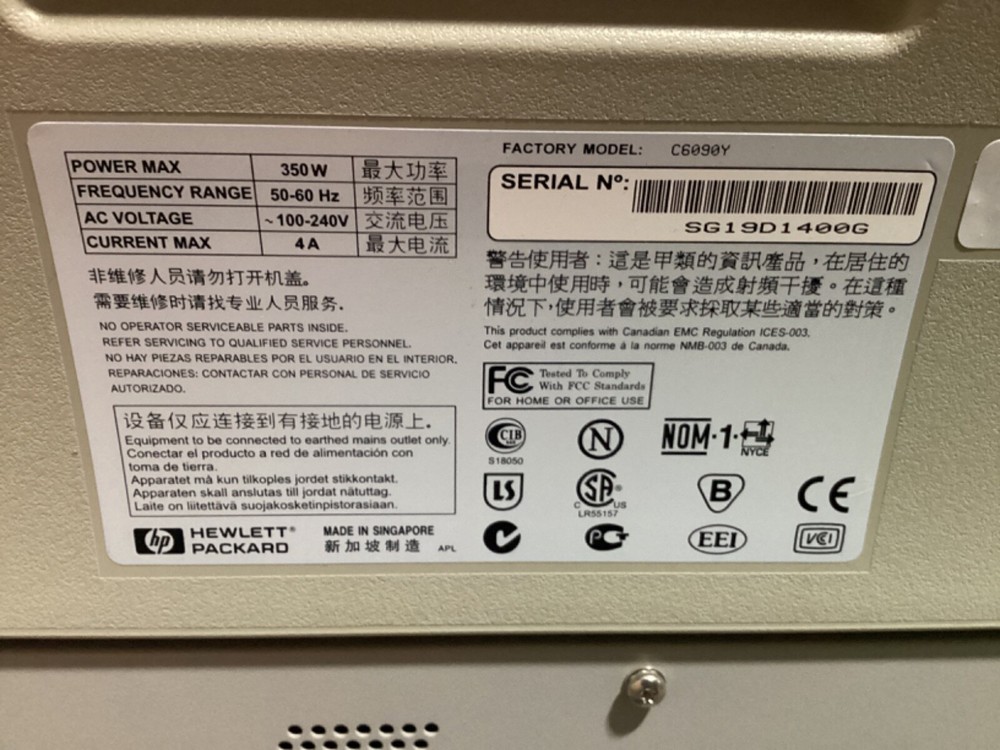 POWER MAX 350 W 最大功率
FREQUENCY RANGE 50-60 Hz 频率范围
AC VOLTAGE ~ 100-240V 交流电压
CURRENT MAX 4 A 最大电流
非维修人员请勿打开机盖。
需要维修时请找专业人员服务.
NO OPERATOR SERVICEABLE PARTS INSIDE.
REFER SERVICING TO QUALIFIED SERVICE PERSONNEL.
NO HAY PIEZAS REPARABLES POR EL USUARIO EN EL INTERIOR.
REPARACIONES: CONTACTAR CON PERSONAL DE SERVICIO
AUTORIZADO.
设备仅应连接到有接地的电源上.
Equipment to be connected to earthed mains outlet only.
Conectar el producto a red de alimentación con
toma de tierra.
Apparatet må kun tilkoples jordet stikkontakt.
Apparaten skall anslutas till jordat nätuttag.
Laite on liitettävä suojakosketinpistorasiaan.
hp HEWLETT®
PACKARD
MADE IN SINGAPORE
新加坡制造 APL
FACTORY MODEL: C6090Y
SERIAL Nº:
SG19D1400G
警告使用者：這是甲類的資訊產品，在居住的
環境中使用時，可能會造成射頻干擾。在這種
情況下，使用者會被要求採取某些適當的對策。
This product complies with Canadian EMC Regulation ICES-003.
Cet appareil est conforme à la norme NMB-003 de Canada.
FC Tested To Comply
With FCC Standards
FOR HOME OR OFFICE USE
CIB
S18050
N
NOM·1·
NYCE
LS
SA®
C US
LR55157
B
CE
PC
EEI
VCI